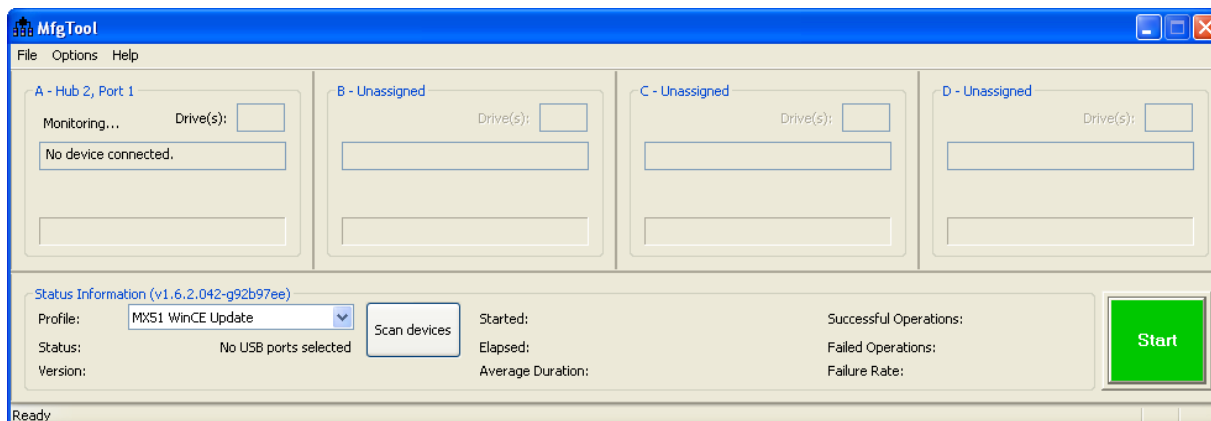 MfgTool
File Options Help
A - Hub 2, Port 1
Monitoring... Drive(s):
No device connected.
B - Unassigned
Drive(s):
C - Unassigned
Drive(s):
D - Unassigned
Drive(s):
Status Information (v1.6.2.042-g92b97ee)
Profile: MX51 WinCE Update
Status: No USB ports selected
Version:
Scan devices
Started:
Elapsed:
Average Duration:
Successful Operations:
Failed Operations:
Failure Rate:
Start
Ready